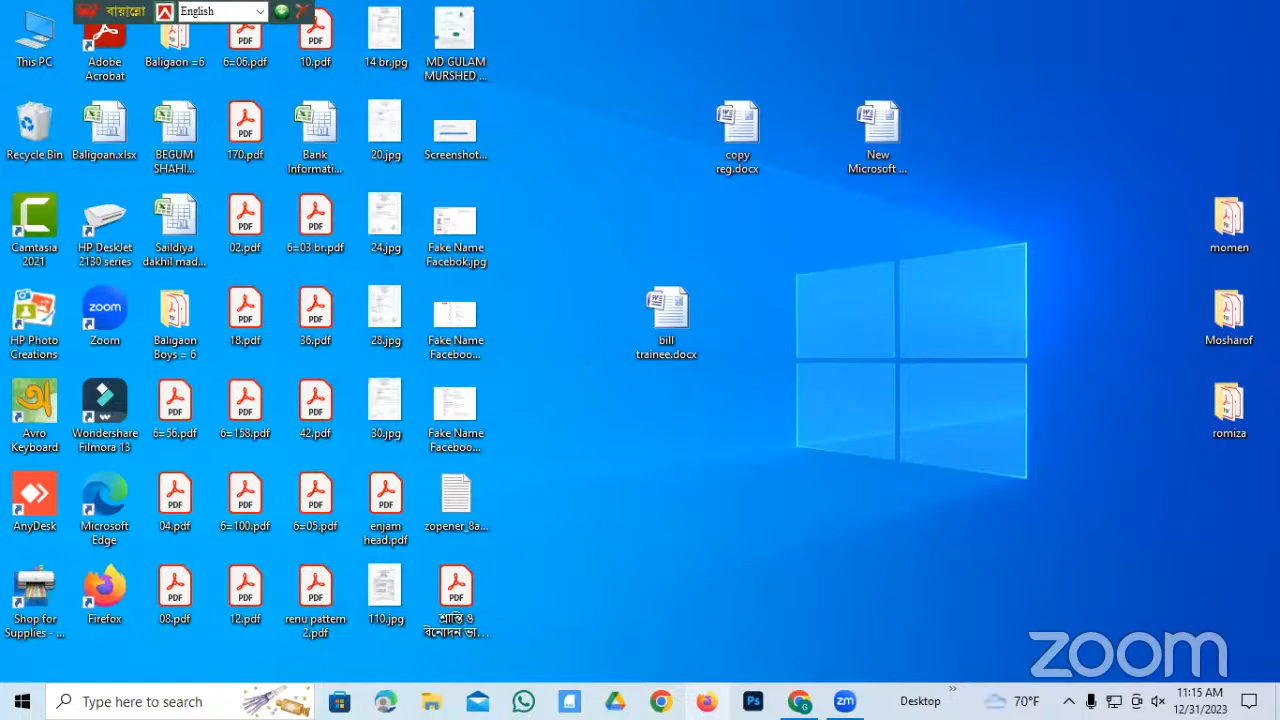 বারান্নো
English
This PC
Adobe
Acrobat
Baligaon =6
6=06.pdf
10.pdf
14 br.jpg
MD GULAM
MURSHED ...
Recycle Bin
Baligoan.xlsx
BEGUM
SHAHI...
170.pdf
Bank
Informati...
20.jpg
Screenshot...
copy
reg.docx
New
Microsoft ...
Camtasia
2021
HP DeskJet
2130 series
Saildiya
dakhil mad...
02.pdf
6=03 br.pdf
24.jpg
Fake Name
Facebok.jpg
momen
HP Photo
Creations
zoom
Zoom
Baligaon
Boys = 6
18.pdf
36.pdf
28.jpg
Fake Name
Faceboo...
bill
trainee.docx
Mosharof
Avro
Keyboard
Wondershare
Filmora 13
6=56.pdf
6=158.pdf
42.pdf
30.jpg
Fake Name
Faceboo...
romiza
AnyDesk
Microsoft
Edge
04.pdf
6=100.pdf
6=05.pdf
enjam
head.pdf
zopener_8a...
Shop for
Supplies - ...
Firefox
08.pdf
12.pdf
renu pattern
2.pdf
110.jpg
শ্রান্তি ও
বিনোদন ভা...
zoom
Type here to search
Ps
zm
Desktop
70°F
12/31/2023